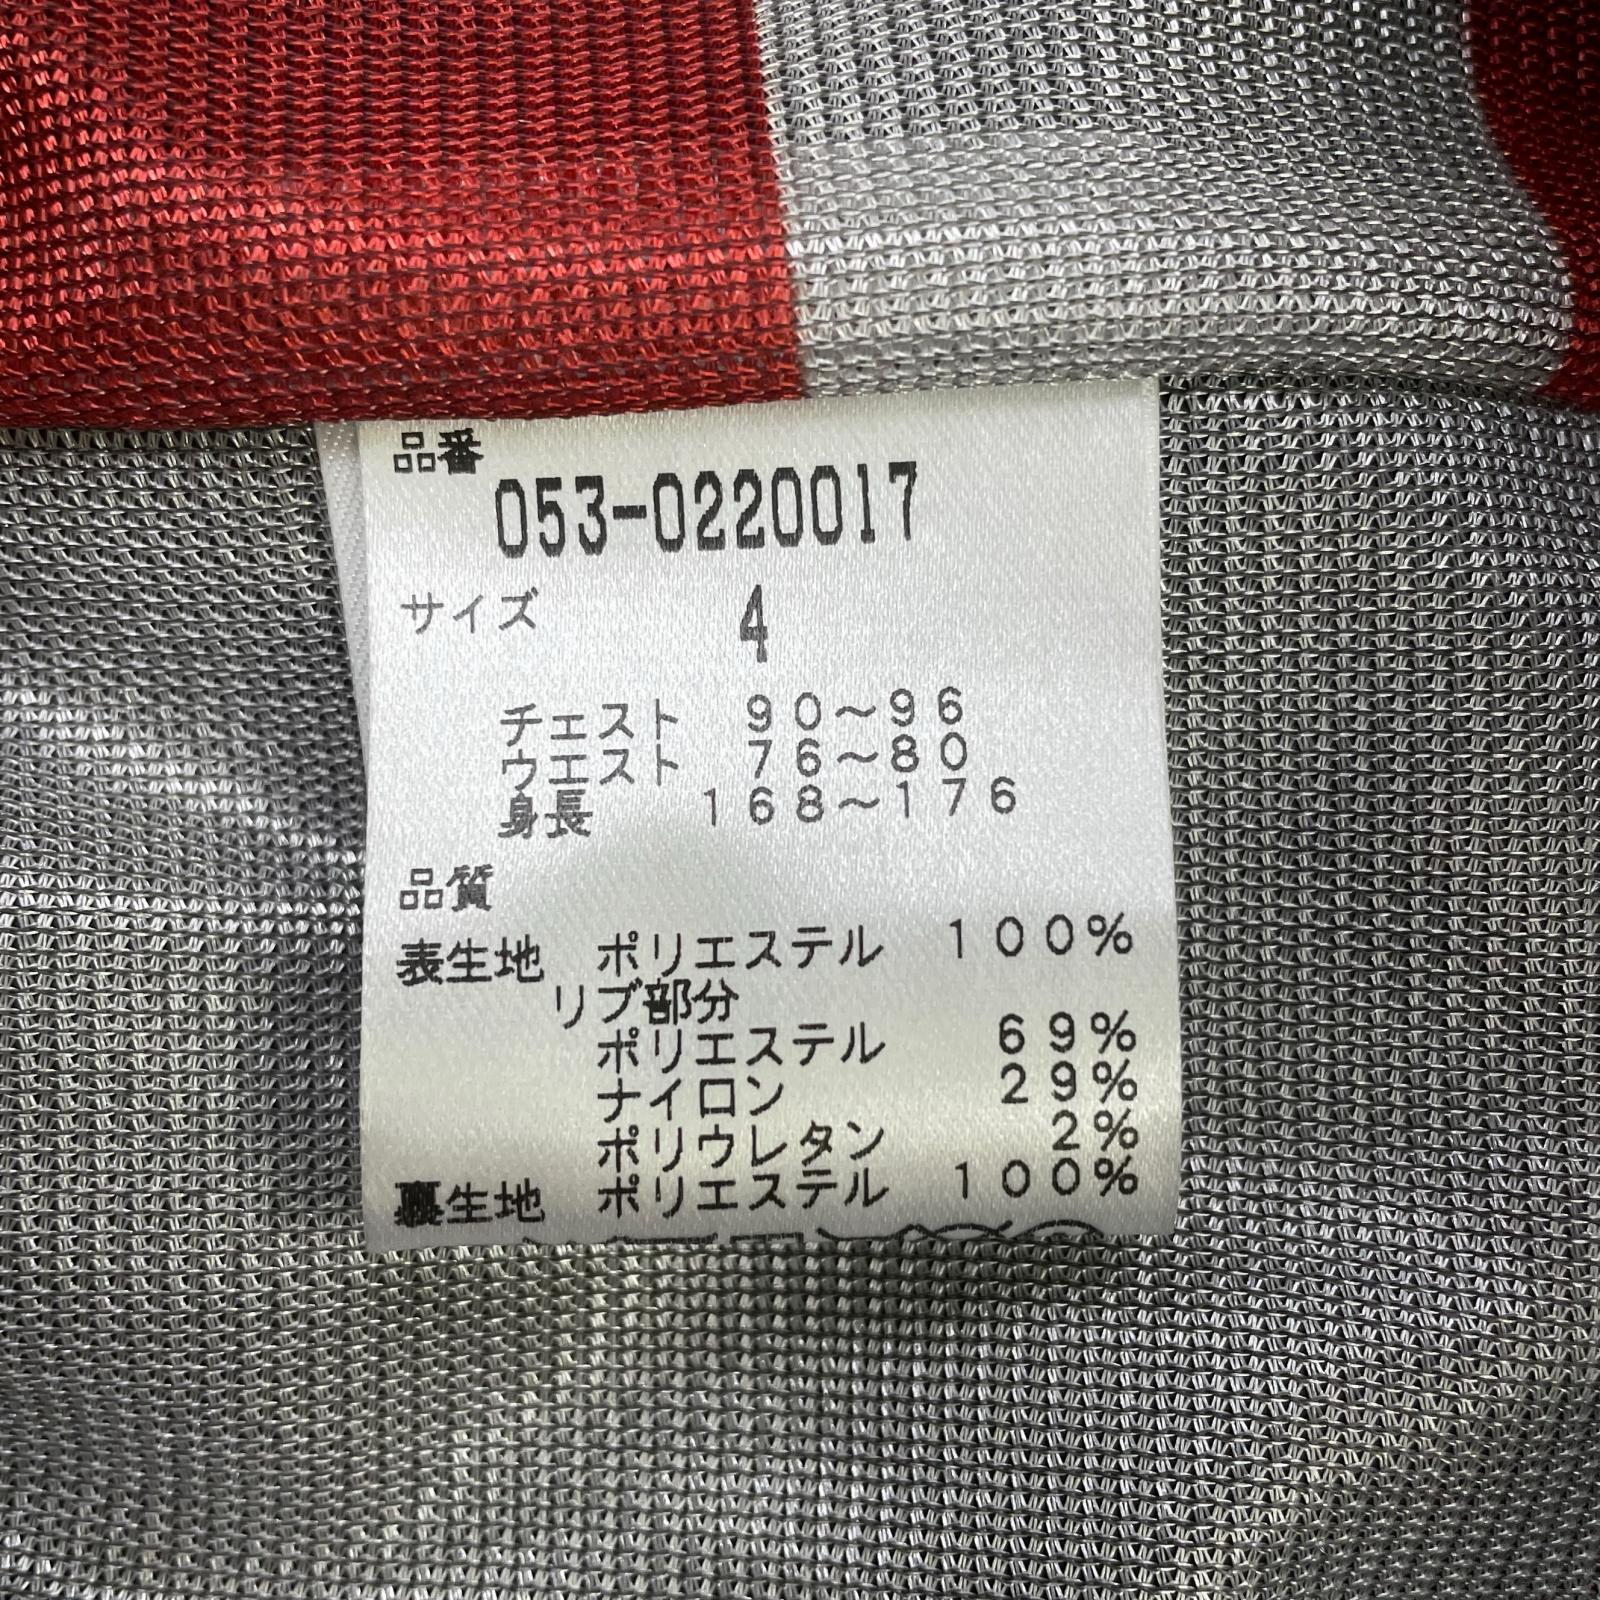 品番
053-0220017
サイズ 4
チェスト 90～96
ウエスト 76～80
身長 168～176
品質
表生地 ポリエステル 100%
リブ部分
ポリエステル 69%
ナイロン 29%
ポリウレタン 2%
裏生地 ポリエステル 100%